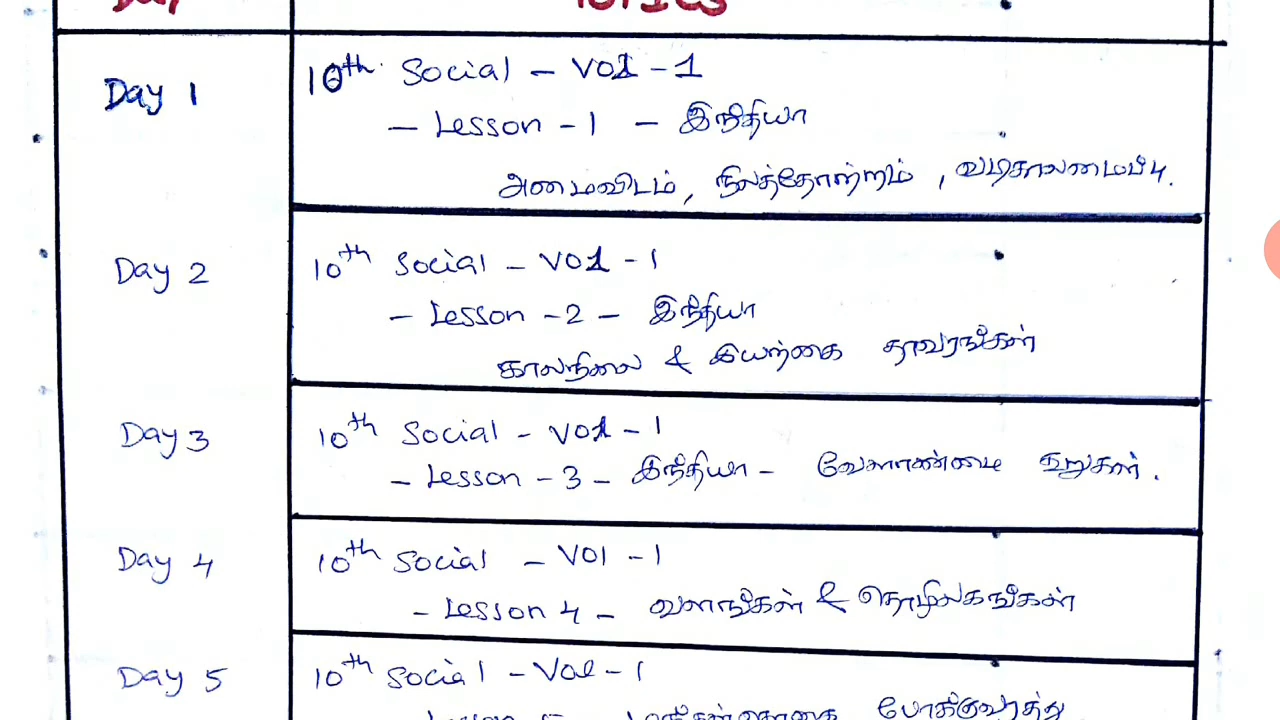 Day Topics
Day 1
10th Social - Vol - 1
- Lesson - 1 - இந்தியா
அமைவிடம், நிலத்தோற்றம், வடிகாலமைப்பு.
Day 2
10th Social - Vol - 1
- Lesson - 2 - இந்தியா
காலநிலை & இயற்கை தாவரங்கள்
Day 3
10th Social - Vol - 1
- Lesson - 3 - இந்தியா - வேளாண்மை கூறுகள்.
Day 4
10th Social - Vol - 1
- Lesson 4 - வளங்கள் & தொழிலகங்கள்
Day 5
10th Social - Vol - 1
போக்குவரத்து